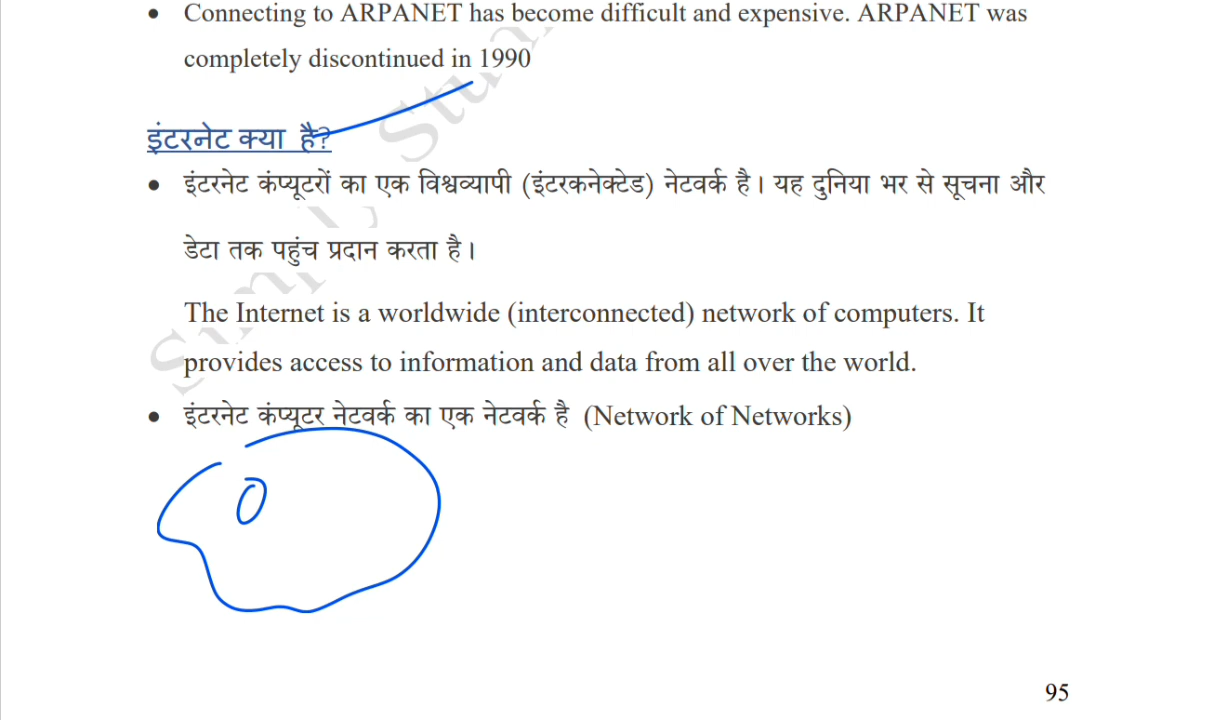 • Connecting to ARPANET has become difficult and expensive. ARPANET was
completely discontinued in 1990
इंटरनेट क्या है?
• इंटरनेट कंप्यूटरों का एक विश्वव्यापी (इंटरकनेक्टेड) नेटवर्क है। यह दुनिया भर से सूचना और
डेटा तक पहुंच प्रदान करता है।
The Internet is a worldwide (interconnected) network of computers. It
provides access to information and data from all over the world.
• इंटरनेट कंप्यूटर नेटवर्क का एक नेटवर्क है (Network of Networks)
95